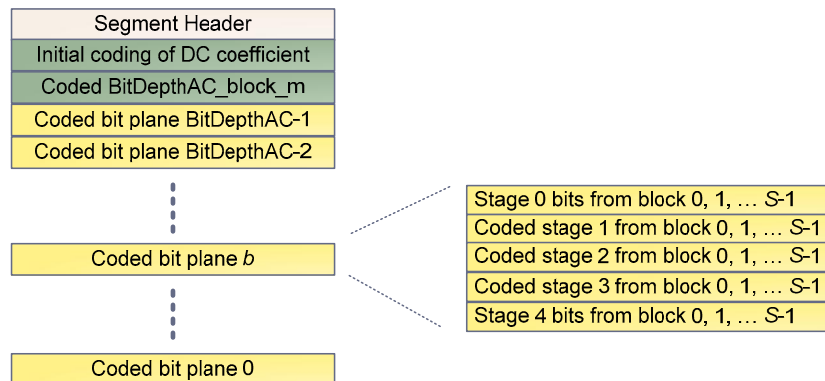 Segment Header
Initial coding of DC coefficient
Coded BitDepthAC_block_m
Coded bit plane BitDepthAC-1
Coded bit plane BitDepthAC-2
Coded bit plane b
Coded bit plane 0
Stage 0 bits from block 0, 1, … S-1
Coded stage 1 from block 0, 1, … S-1
Coded stage 2 from block 0, 1, … S-1
Coded stage 3 from block 0, 1, … S-1
Stage 4 bits from block 0, 1, … S-1